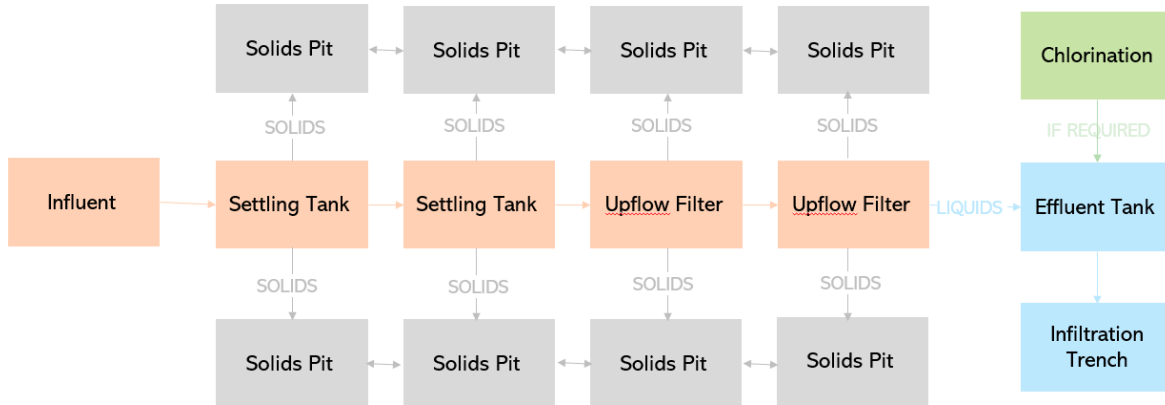 Solids Pit
Solids Pit
Solids Pit
Solids Pit
Chlorination
SOLIDS
SOLIDS
SOLIDS
SOLIDS
IF REQUIRED
Influent
Settling Tank
Settling Tank
Upflow Filter
Upflow Filter
LIQUIDS
Effluent Tank
SOLIDS
SOLIDS
SOLIDS
SOLIDS
Solids Pit
Solids Pit
Solids Pit
Solids Pit
Infiltration
Trench